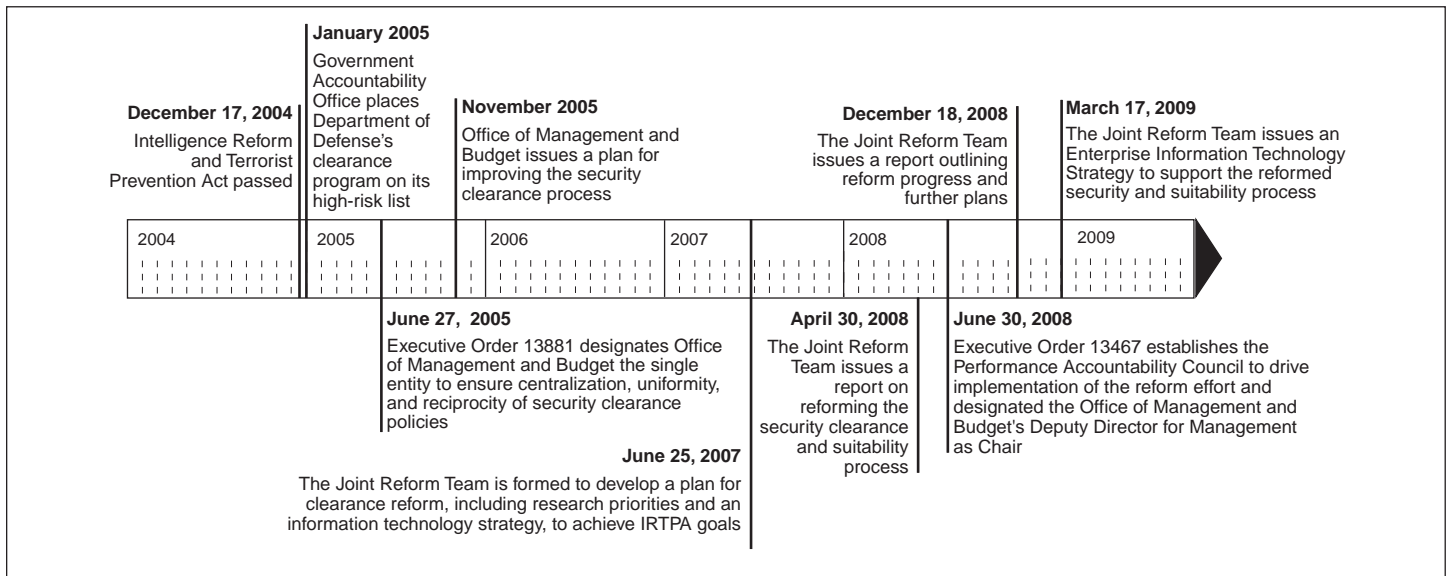 January 2005
Government
Accountability
Office places
Department of
Defense's
clearance
program on its
high-risk list
December 17, 2004
Intelligence Reform
and Terrorist
Prevention Act passed
November 2005
Office of Management and
Budget issues a plan for
improving the security
clearance process
December 18, 2008
The Joint Reform Team
issues a report outlining
reform progress and
further plans
March 17, 2009
The Joint Reform Team issues an
Enterprise Information Technology
Strategy to support the reformed
security and suitability process
2004
2005
2006
2007
2008
2009
June 27, 2005
Executive Order 13881 designates Office
of Management and Budget the single
entity to ensure centralization, uniformity,
and reciprocity of security clearance
policies
June 25, 2007
The Joint Reform Team is formed to develop a plan for
clearance reform, including research priorities and an
information technology strategy, to achieve IRTPA goals
April 30, 2008
The Joint Reform
Team issues a
report on
reforming the
security clearance
and suitability
process
June 30, 2008
Executive Order 13467 establishes the
Performance Accountability Council to drive
implementation of the reform effort and
designated the Office of Management and
Budget's Deputy Director for Management
as Chair